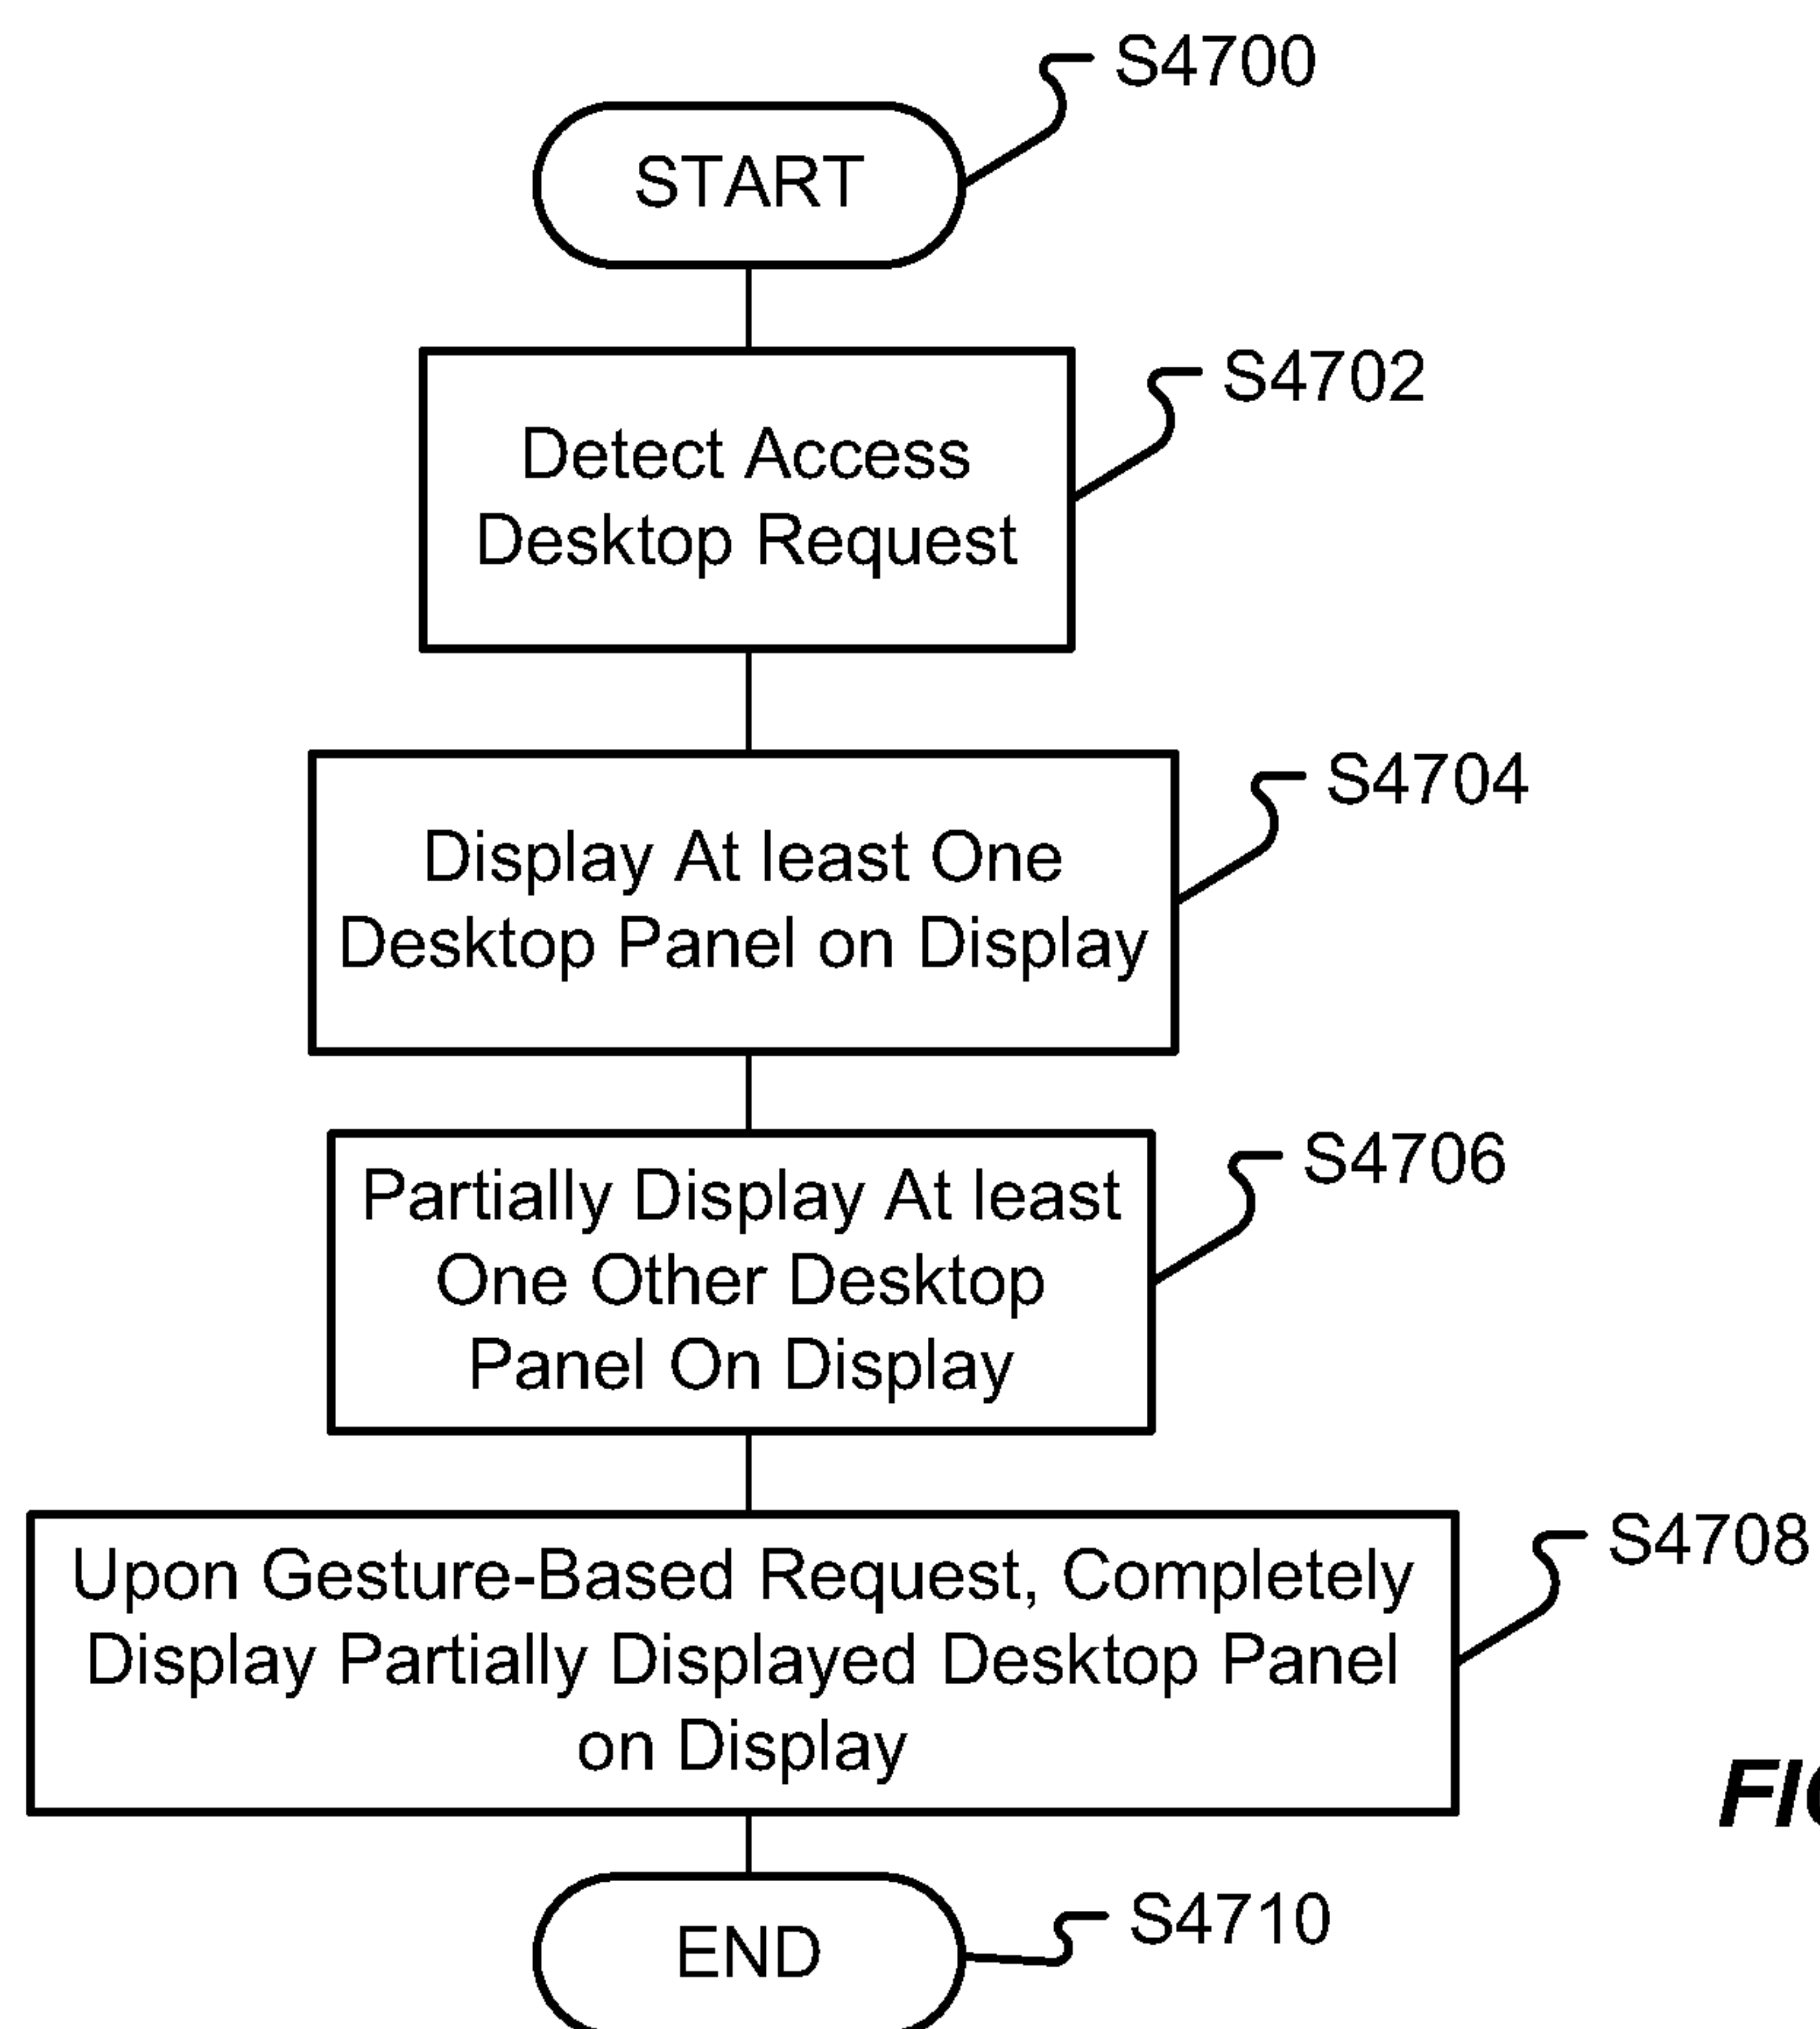 S4700
START
S4702
Detect Access
Desktop Request
S4704
Display At least One
Desktop Panel on Display
S4706
Partially Display At least
One Other Desktop
Panel On Display
S4708
Upon Gesture-Based Request, Completely
Display Partially Displayed Desktop Panel
on Display
S4710
END